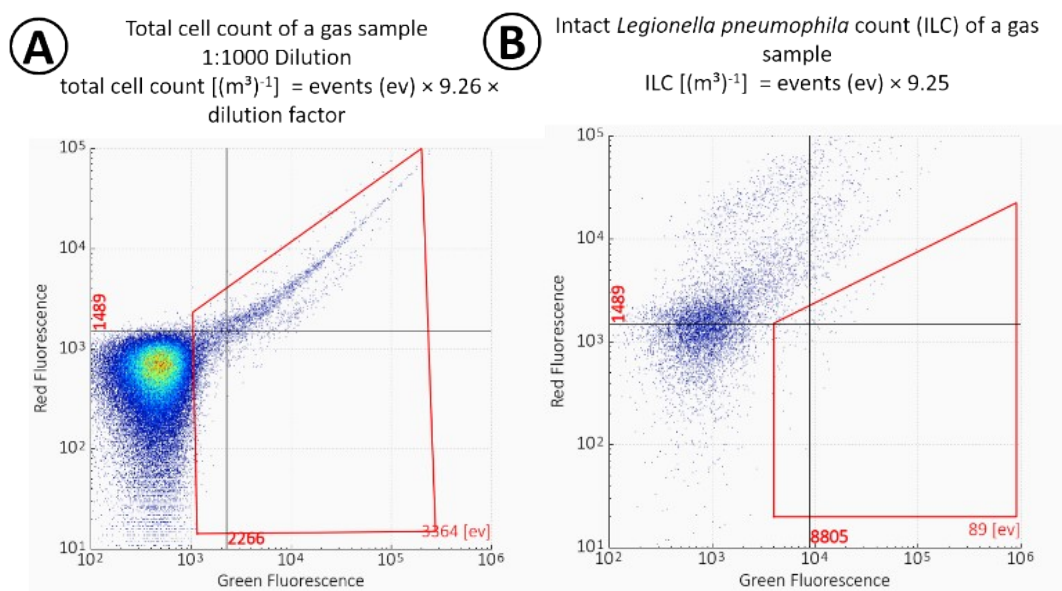 A
Total cell count of a gas sample
1:1000 Dilution
total cell count [(m³)⁻¹] = events (ev) × 9.26 ×
dilution factor
10⁵
10⁴
10³
10²
10¹
Red Fluorescence
1489
2266
3364 [ev]
10² 10³ 10⁴ 10⁵ 10⁶
Green Fluorescence
B
Intact Legionella pneumophila count (ILC) of a gas
sample
ILC [(m³)⁻¹] = events (ev) × 9.25
10⁵
10⁴
10³
10²
10¹
Red Fluorescence
1489
8805
89 [ev]
10² 10³ 10⁴ 10⁵ 10⁶
Green Fluorescence